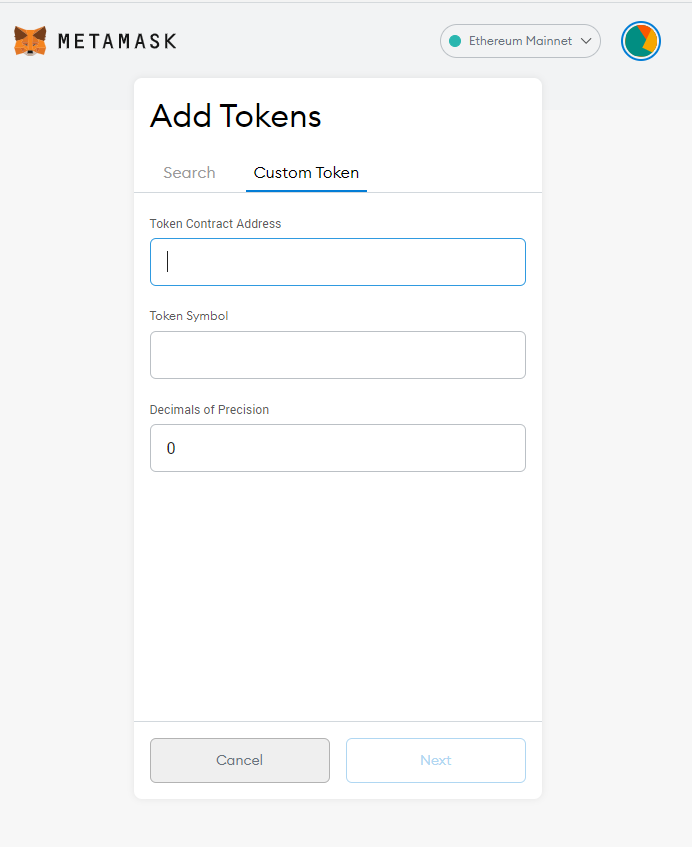 METAMASK
Ethereum Mainnet
Add Tokens
Search
Custom Token
Token Contract Address
Token Symbol
Decimals of Precision
0
Cancel
Next